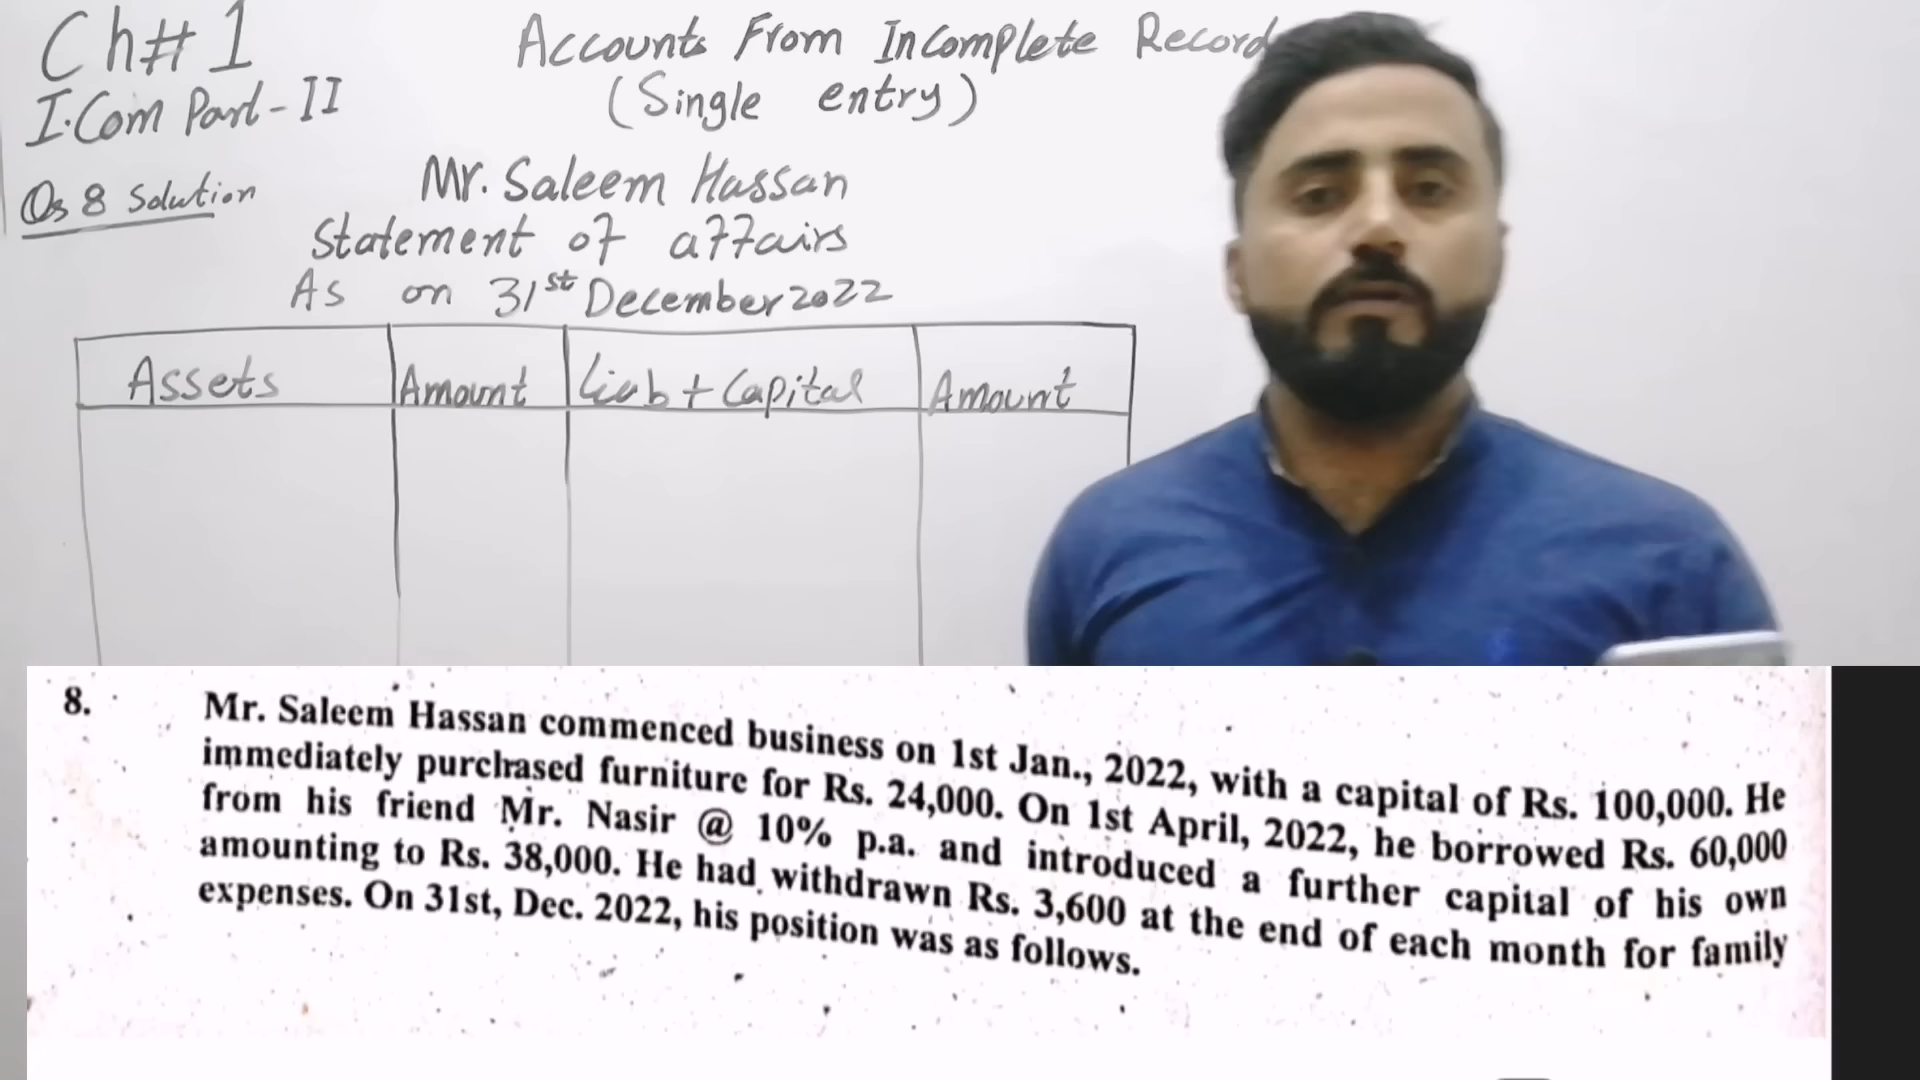 Ch# 1
I.Com Part-II
Qs 8 Solution
Accounts From Incomplete Record
(Single entry)
Mr. Saleem Hassan
Statement of affairs
As on 31st December 2022
Assets Amount Liab + Capital Amount
8. Mr. Saleem Hassan commenced business on 1st Jan., 2022, with a capital of Rs. 100,000. He
immediately purchased furniture for Rs. 24,000. On 1st April, 2022, he borrowed Rs. 60,000
from his friend Mr. Nasir @ 10% p.a. and introduced a further capital of his own
amounting to Rs. 38,000. He had withdrawn Rs. 3,600 at the end of each month for family
expenses. On 31st, Dec. 2022, his position was as follows.